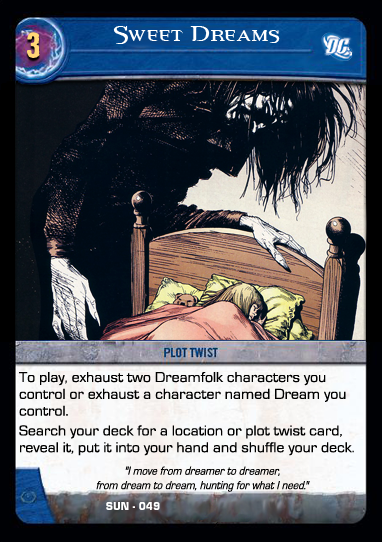 3
SWEET DREAMS
DC
PLOT TWIST
To play, exhaust two Dreamfolk characters you
control or exhaust a character named Dream you
control.
Search your deck for a location or plot twist card,
reveal it, put it into your hand and shuffle your deck.
"I move from dreamer to dreamer,
from dream to dream, hunting for what I need."
SUN - 049